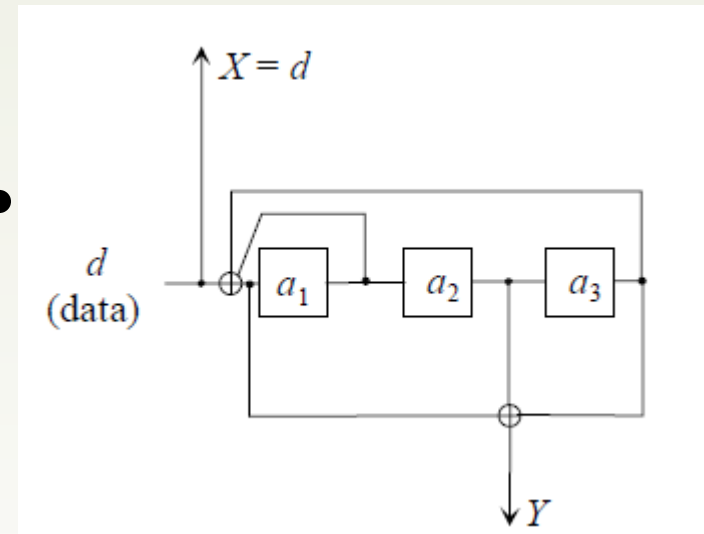 X = d
d
(data)
a₁
a₂
a₃
Y